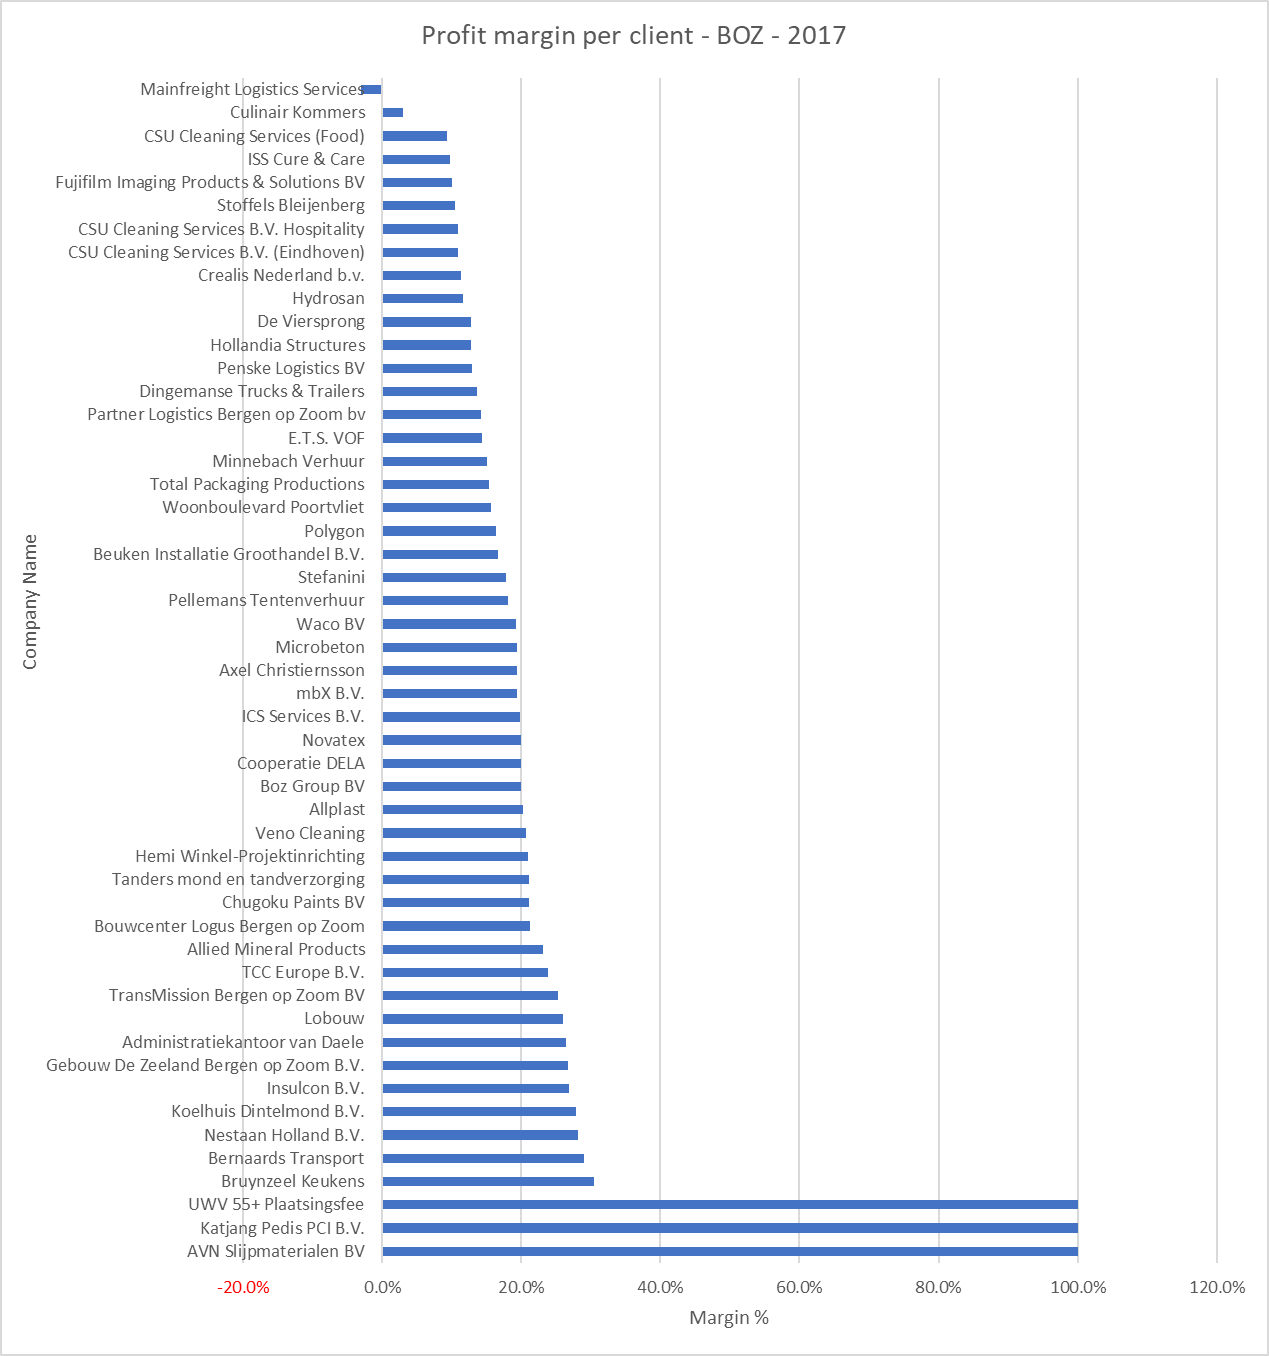 Profit margin per client - BOZ - 2017
Mainfreight Logistics Services
Culinair Kommers
CSU Cleaning Services (Food)
ISS Cure & Care
Fujifilm Imaging Products & Solutions BV
Stoffels Bleijenberg
CSU Cleaning Services B.V. Hospitality
CSU Cleaning Services B.V. (Eindhoven)
Crealis Nederland b.v.
Hydrosan
De Viersprong
Hollandia Structures
Penske Logistics BV
Dingemanse Trucks & Trailers
Partner Logistics Bergen op Zoom bv
E.T.S. VOF
Minnebach Verhuur
Total Packaging Productions
Woonboulevard Poortvliet
Polygon
Beuken Installatie Groothandel B.V.
Stefanini
Pellemans Tentenverhuur
Waco BV
Microbeton
Axel Christiernsson
mbX B.V.
ICS Services B.V.
Novatex
Cooperatie DELA
Boz Group BV
Allplast
Veno Cleaning
Hemi Winkel-Projektinrichting
Tanders mond en tandverzorging
Chugoku Paints BV
Bouwcenter Logus Bergen op Zoom
Allied Mineral Products
TCC Europe B.V.
TransMission Bergen op Zoom BV
Lobouw
Administratiekantoor van Daele
Gebouw De Zeeland Bergen op Zoom B.V.
Insulcon B.V.
Koelhuis Dintelmond B.V.
Nestaan Holland B.V.
Bernaards Transport
Bruynzeel Keukens
UWV 55+ Plaatsingsfee
Katjang Pedis PCI B.V.
AVN Slijpmaterialen BV
Company Name
-20.0% 0.0% 20.0% 40.0% 60.0% 80.0% 100.0% 120.0%
Margin %